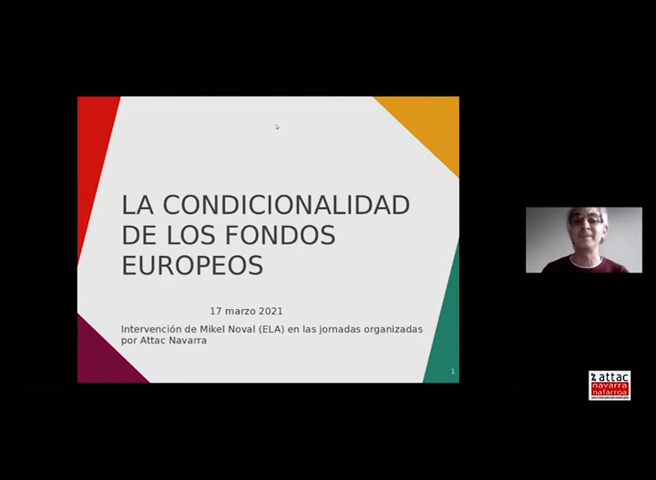 LA CONDICIONALIDAD
DE LOS FONDOS
EUROPEOS
17 marzo 2021
Intervención de Mikel Noval (ELA) en las jornadas organizadas
por Attac Navarra
1
attac
navarra
nafarroa